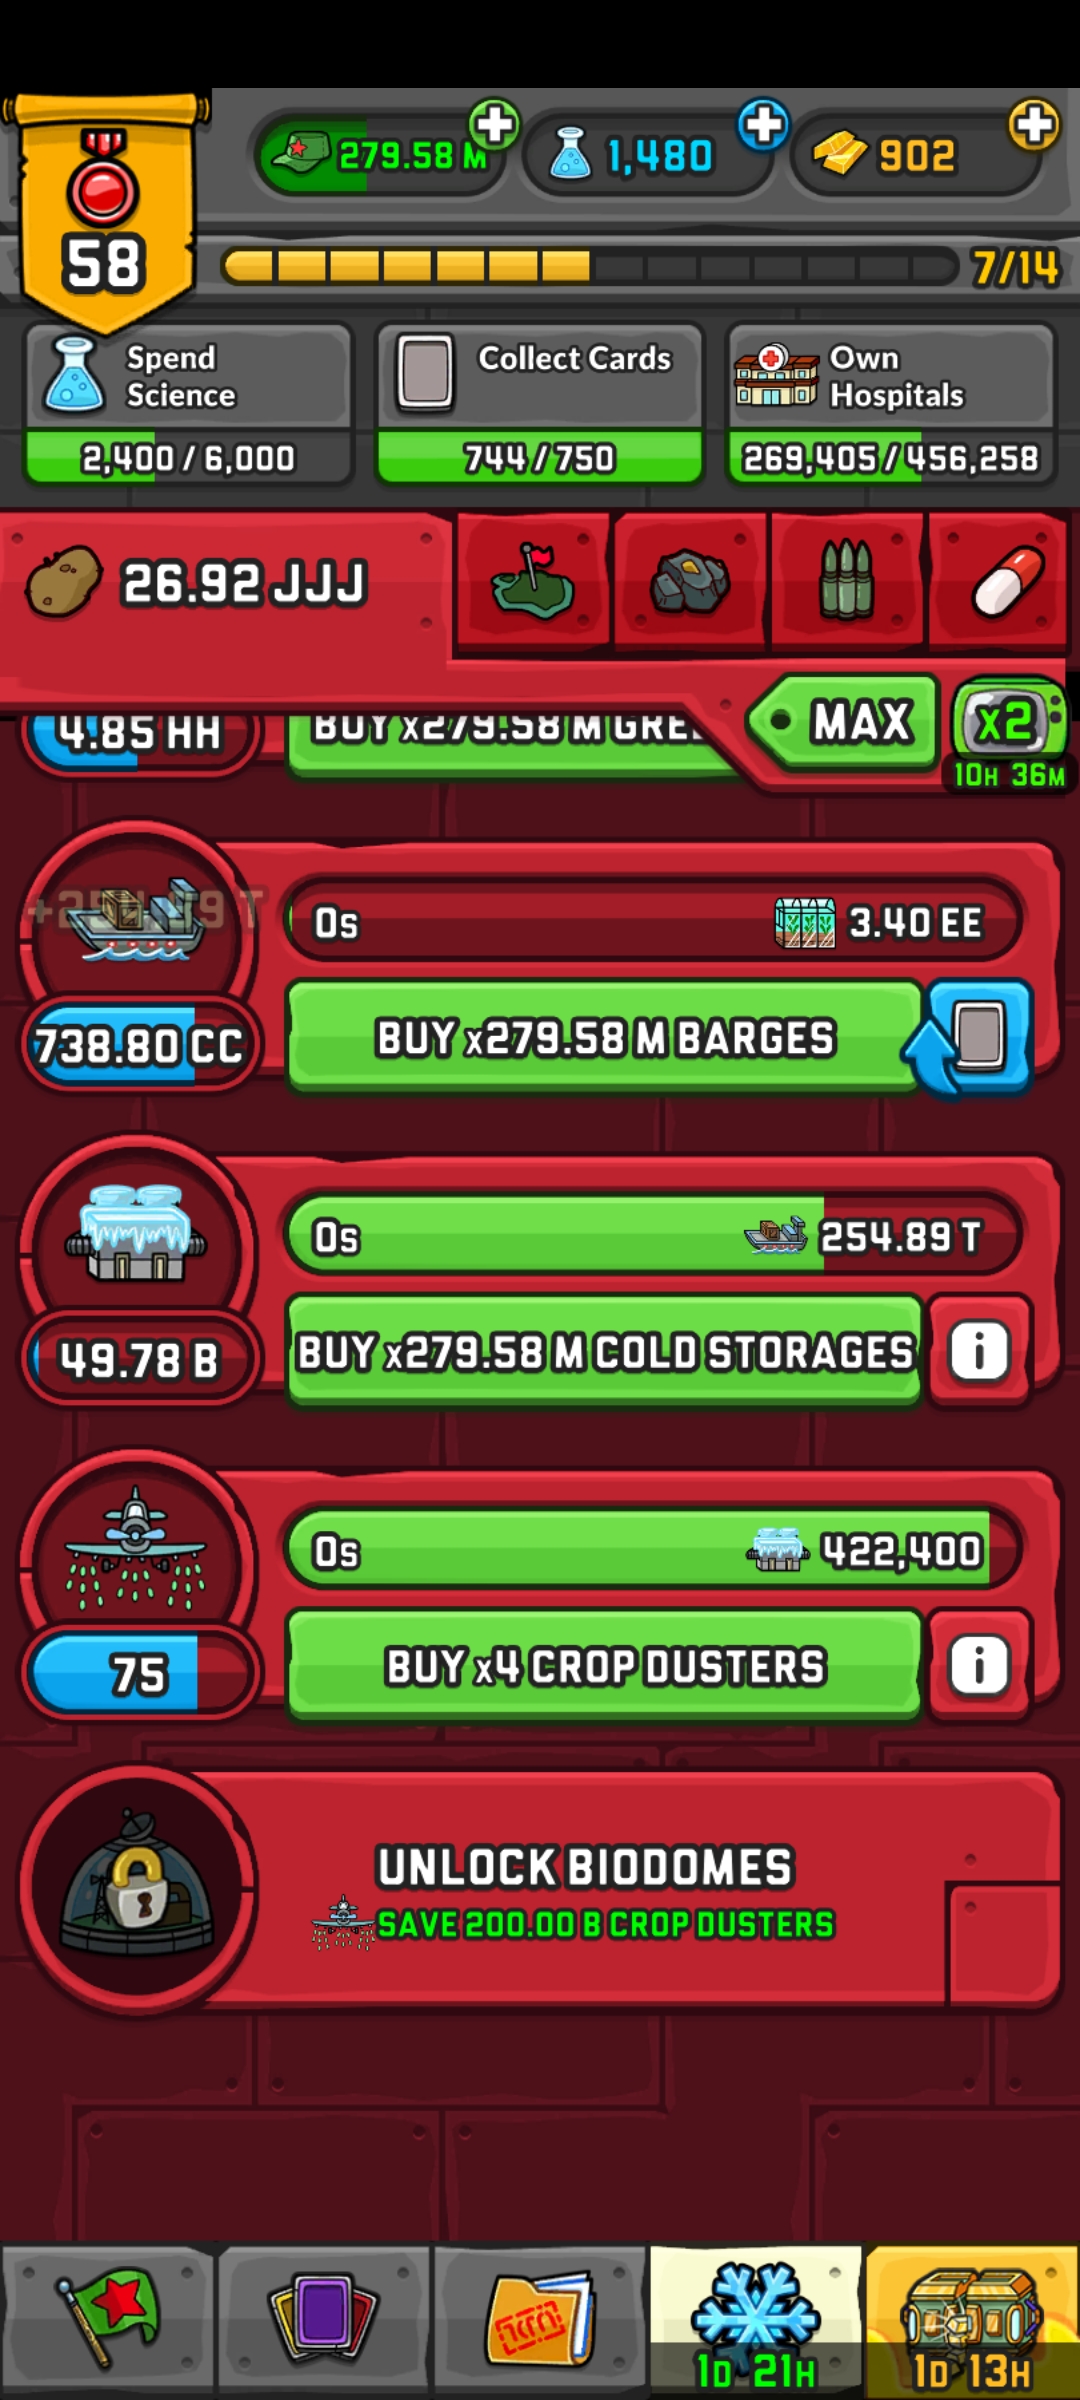 279.58 M
1,480
902
58
7/14
Spend
Science
Collect Cards
Own
Hospitals
2,400 / 6,000
744 / 750
269,405 / 456,258
26.92 JJJ
MAX
x2
10H 36M
4.85 HH
BUY x279.58 M GRE...
0s
3.40 EE
738.80 CC
BUY x279.58 M BARGES
0s
254.89 T
49.78 B
BUY x279.58 M COLD STORAGES
i
0s
422,400
75
BUY x4 CROP DUSTERS
i
UNLOCK BIODOMES
SAVE 200.00 B CROP DUSTERS
1D 21H
1D 13H